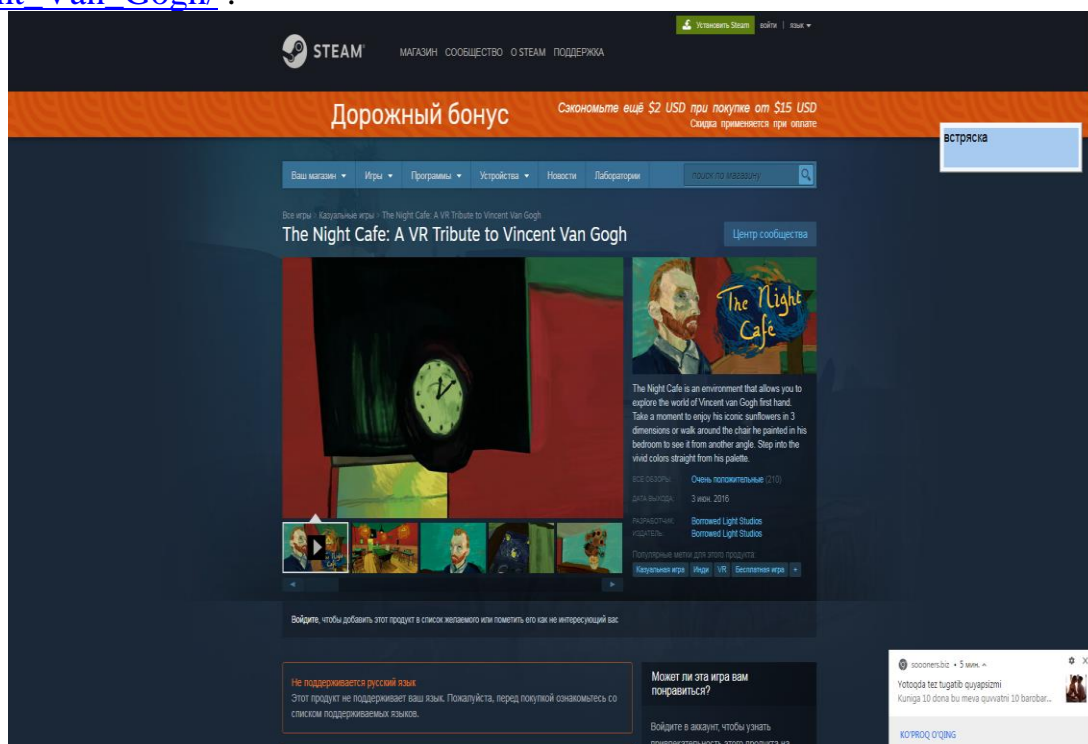 nt_Van_Gogh/ .
Установить Steam войти | язык
STEAM
МАГАЗИН СООБЩЕСТВО О STEAM ПОДДЕРЖКА
Дорожный бонус
Сэкономьте ещё $2 USD при покупке от $15 USD
Скидка применяется при оплате
встряска
Ваш магазин Игры Программы Устройства Новости Лаборатории поиск по магазину
Все игры > Казуальные игры > The Night Cafe: A VR Tribute to Vincent Van Gogh
The Night Cafe: A VR Tribute to Vincent Van Gogh
Центр сообщества
The Night
Café
The Night Cafe is an environment that allows you to
explore the world of Vincent van Gogh first hand.
Take a moment to enjoy his iconic sunflowers in 3
dimensions or walk around the chair he painted in his
bedroom to see it from another angle. Step into the
vivid colors straight from his palette.
ВСЕ ОБЗОРЫ: Очень положительные (210)
ДАТА ВЫХОДА: 3 июн. 2016
РАЗРАБОТЧИК: Borrowed Light Studios
ИЗДАТЕЛЬ: Borrowed Light Studios
Популярные метки для этого продукта:
Казуальная игра Инди VR Бесплатная игра +
Войдите, чтобы добавить этот продукт в список желаемого или пометить его как не интересующий вас
Не поддерживается русский язык
Этот продукт не поддерживает ваш язык. Пожалуйста, перед покупкой ознакомьтесь со
списком поддерживаемых языков.
Может ли эта игра вам
понравиться?
Войдите в аккаунт, чтобы узнать
привлекательность этого продукта из
soooners.biz • 5 мин.
Yotoqda tez tugatib quyapsizmi
Kuniga 10 dona bu meva quvvatni 10 barobar...
KO'PROQ O'QING